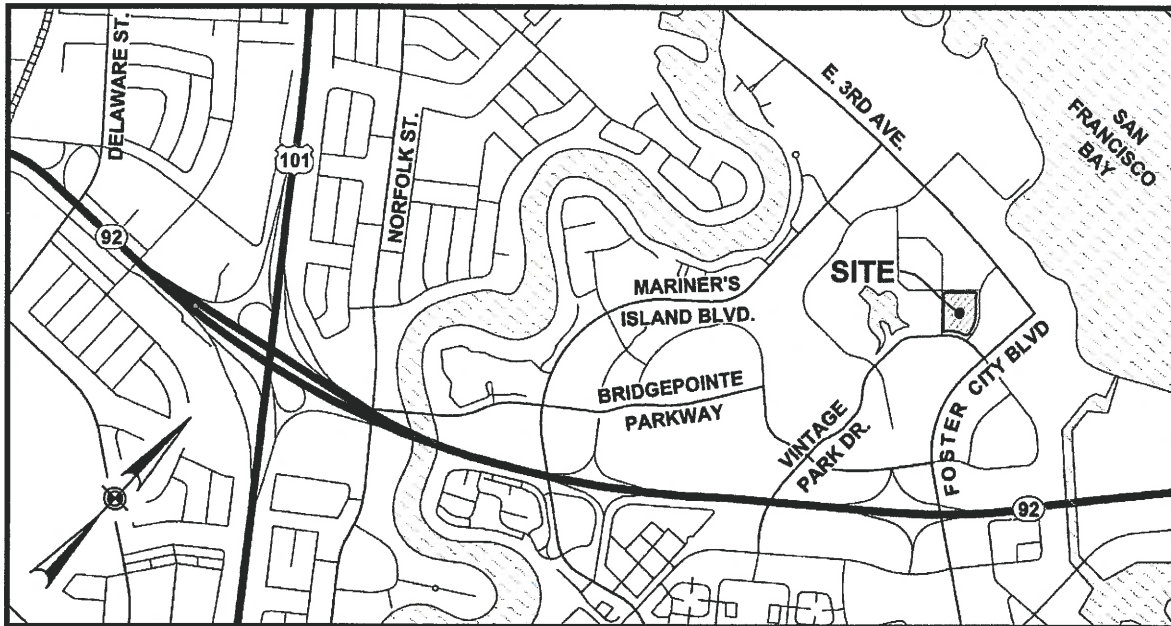 DELAWARE ST.
101
NORFOLK ST.
92
E. 3RD AVE.
SAN
FRANCISCO
BAY
SITE
MARINER'S
ISLAND BLVD.
BRIDGEPOINTE
PARKWAY
VINTAGE
PARK DR.
FOSTER CITY BLVD
92